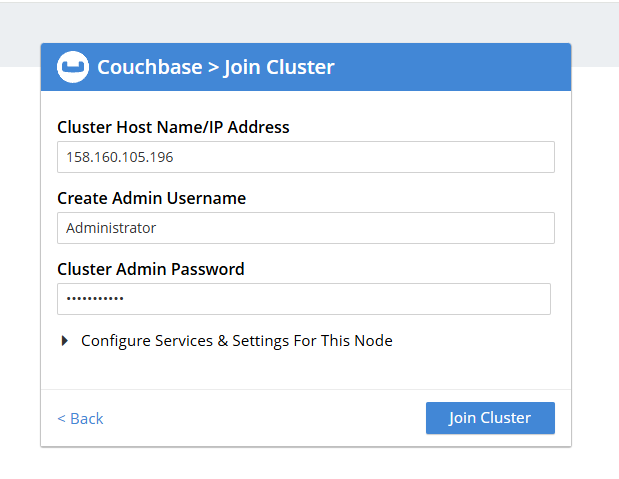 Couchbase > Join Cluster
Cluster Host Name/IP Address
158.160.105.196
Create Admin Username
Administrator
Cluster Admin Password
•••••••••••
Configure Services & Settings For This Node
< Back
Join Cluster